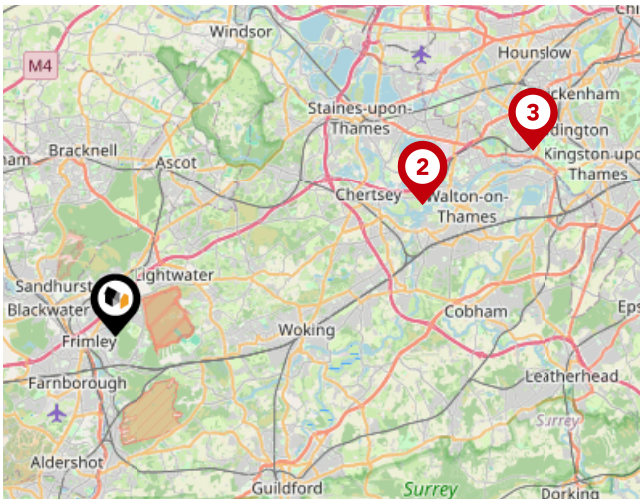 Windsor
Hounslow
M4
ckenham
Staines-upon-
Thames
3
dington
Bracknell
Ascot
Kingston-upo
Thames
2
Chertsey
Walton-on-
Thames
Lightwater
Sandhurst
Blackwater
Cobham
Eps
Frimley
Woking
Farnborough
Leatherhead
Surrey
Aldershot
Guildford
Surrey
Dorking